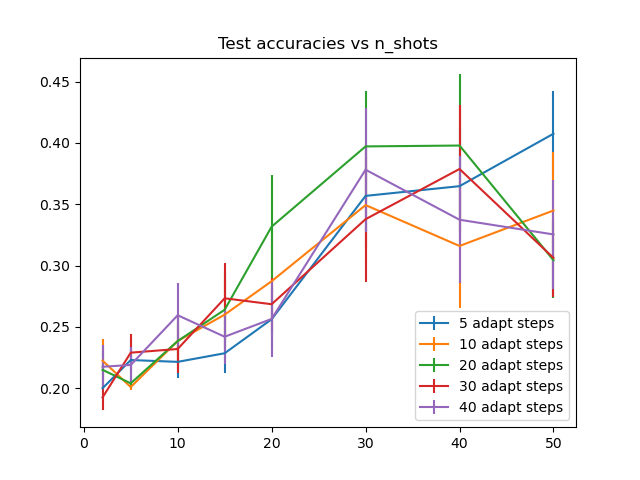 Test accuracies vs n_shots
0.45
0.40
0.35
0.30
0.25
0.20
0 10 20 30 40 50
5 adapt steps
10 adapt steps
20 adapt steps
30 adapt steps
40 adapt steps